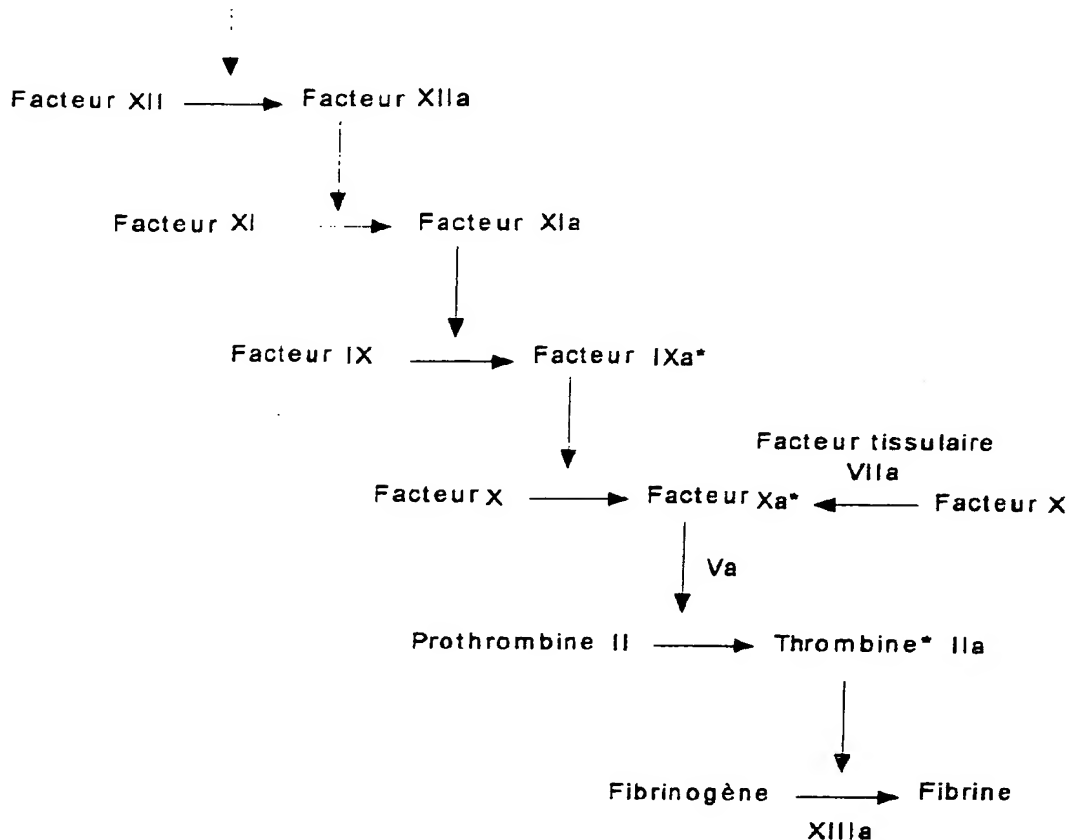 Facteur XII Facteur XIIa
Facteur XI Facteur XIa
Facteur IX Facteur IXa*
Facteur tissulaire
VIIa
Facteur X Facteur Xa* Facteur X
Va
Prothrombine II Thrombine* IIa
Fibrinogène Fibrine
XIIIa